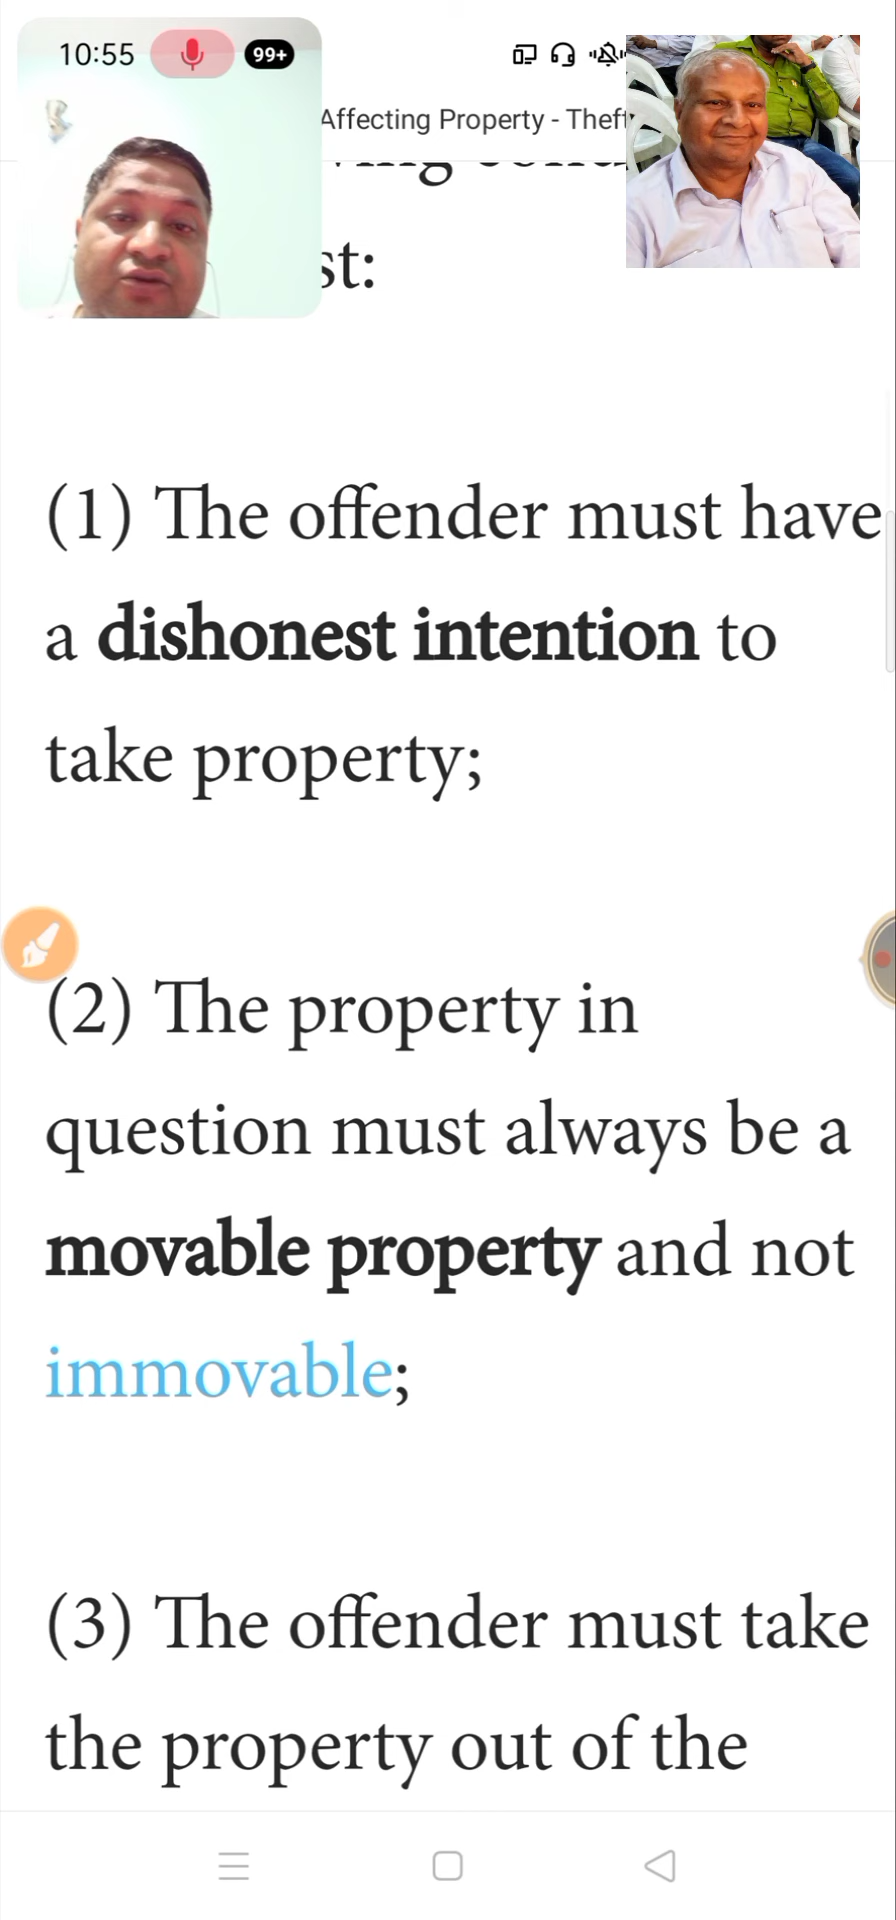 10:55
99+
Affecting Property - Theft
st:
(1) The offender must have
a dishonest intention to
take property;
(2) The property in
question must always be a
movable property and not
immovable;
(3) The offender must take
the property out of the